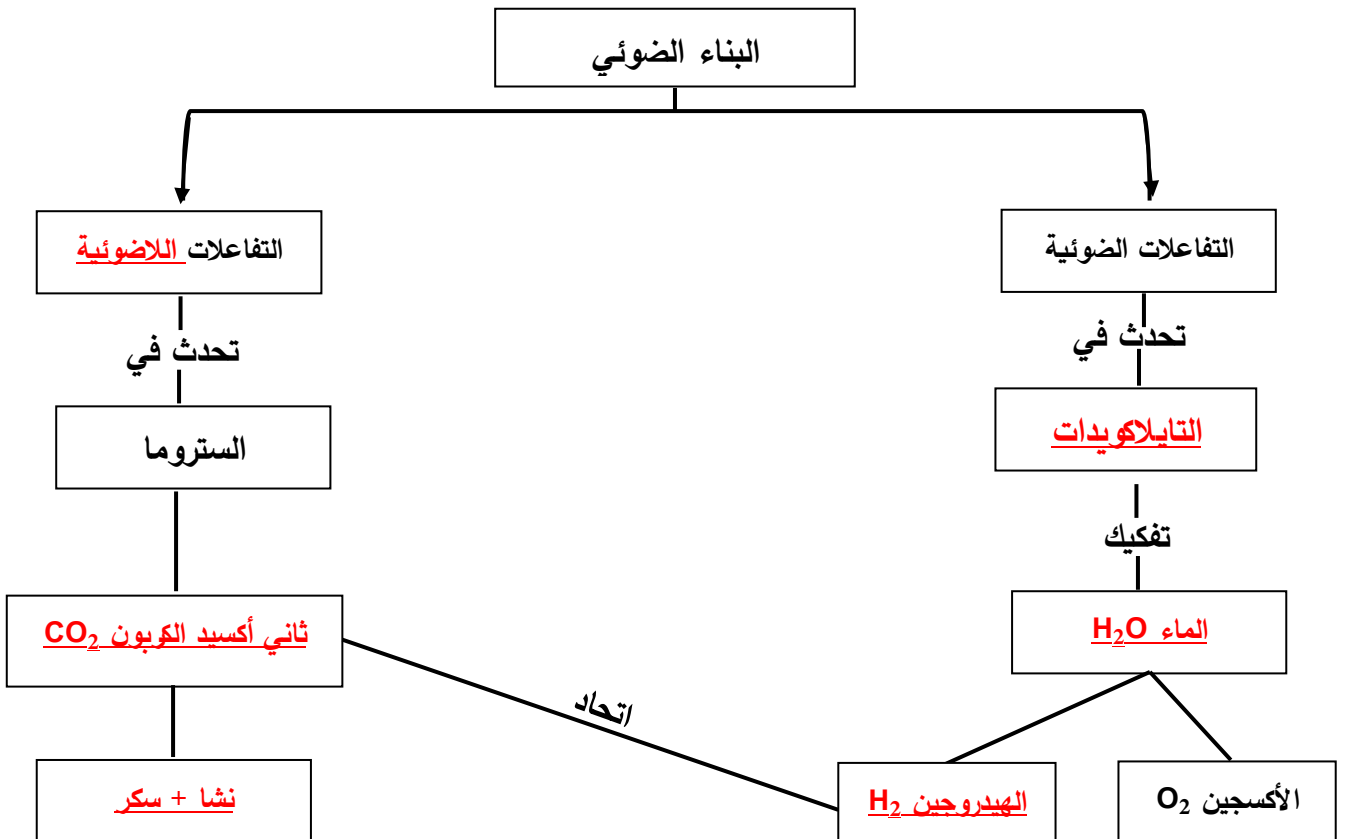 البناء الضوئي
التفاعلات الضوئية
التفاعلات اللاضوئية
تحدث في
تحدث في
التايلاكويدات
الستروما
تفكيك
الماء H₂O
ثاني أكسيد الكربون CO₂
اتحاد
الأكسجين O₂
الهيدروجين H₂
نشا + سكر